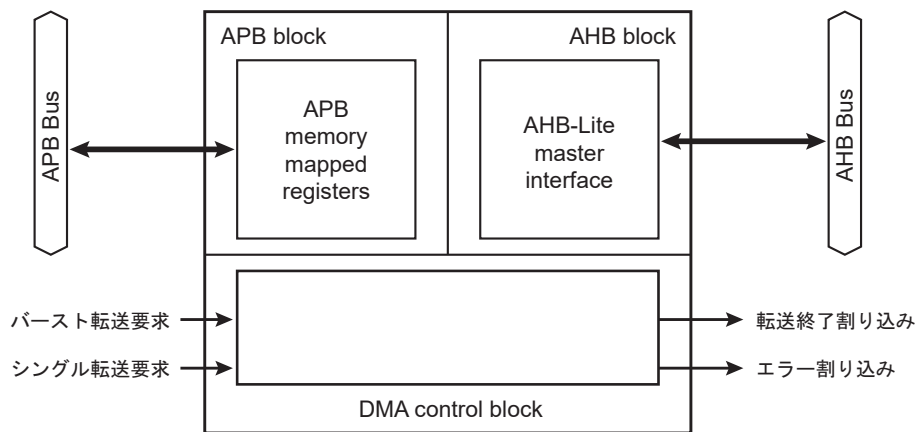 APB block
AHB block
APB Bus
APB
memory
mapped
registers
AHB-Lite
master
interface
AHB Bus
バースト転送要求
シングル転送要求
転送終了割り込み
エラー割り込み
DMA control block